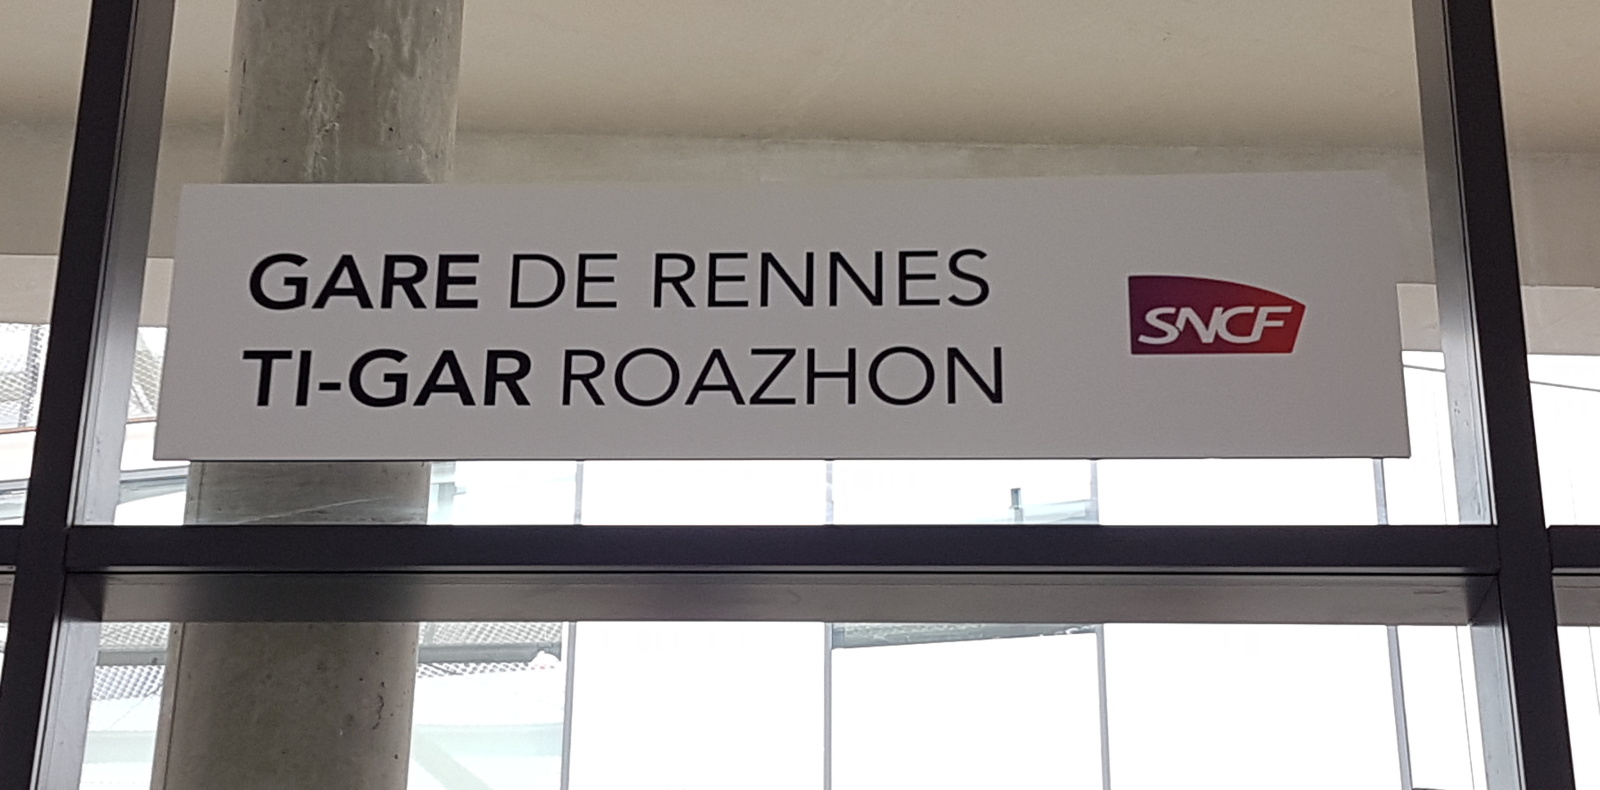 GARE DE RENNES
TI-GAR ROAZHON
SNCF